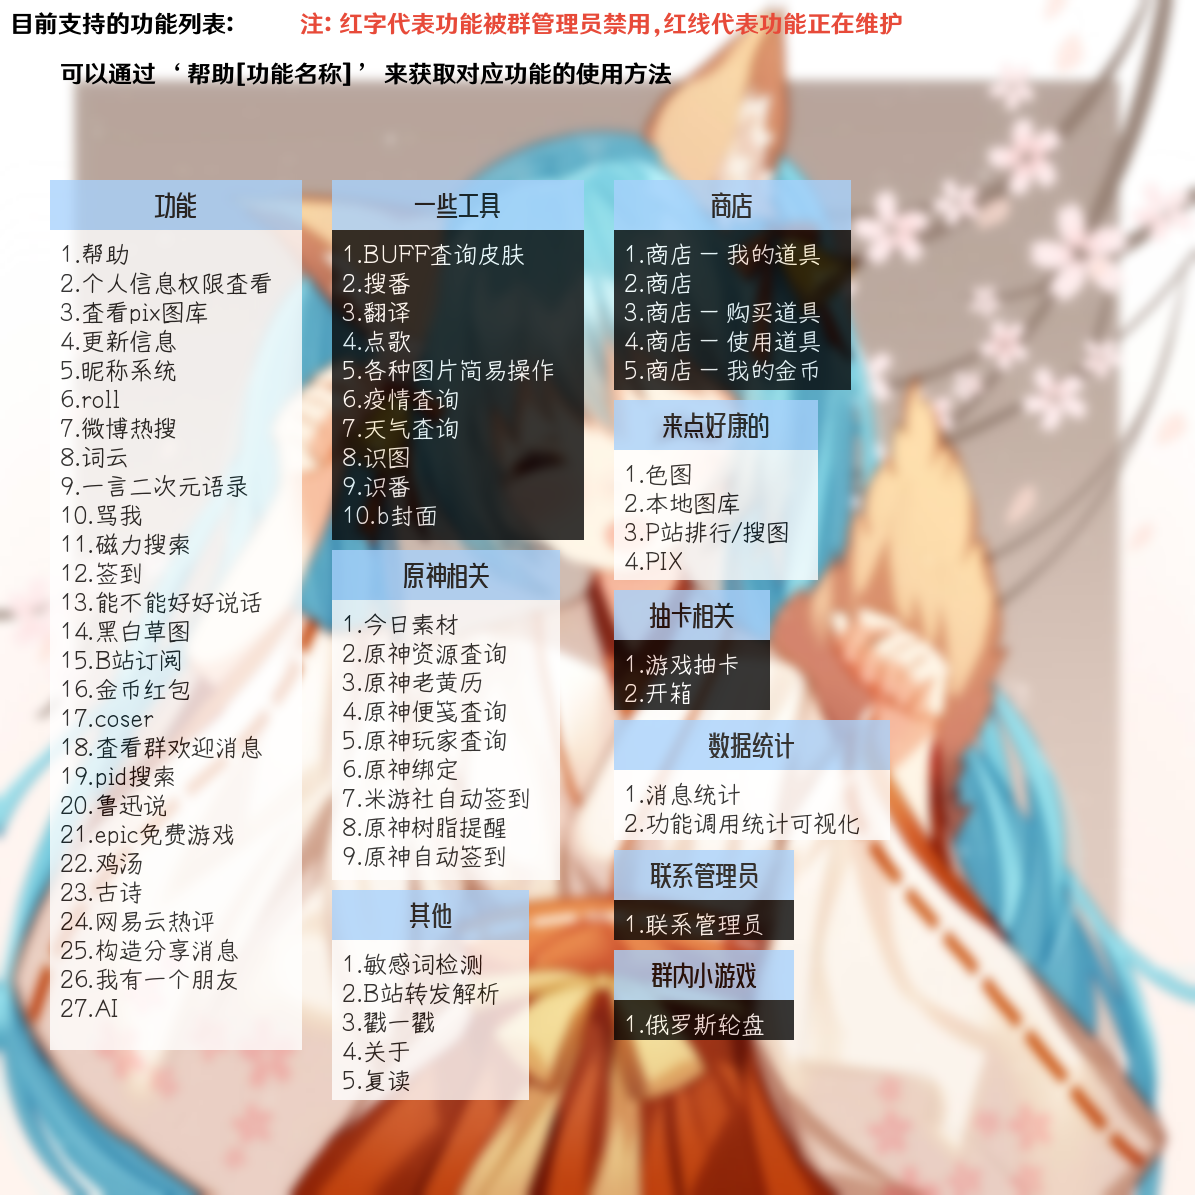 目前支持的功能列表:
注: 红字代表功能被群管理员禁用,红线代表功能正在维护
可以通过 ‘帮助[功能名称]’ 来获取对应功能的使用方法
功能
1.帮助
2.个人信息权限查看
3.查看pix图库
4.更新信息
5.昵称系统
6.roll
7.微博热搜
8.词云
9.一言二次元语录
10.骂我
11.磁力搜索
12.签到
13.能不能好好说话
14.黑白草图
15.B站订阅
16.金币红包
17.coser
18.查看群欢迎消息
19.pid搜索
20.鲁迅说
21.epic免费游戏
22.鸡汤
23.古诗
24.网易云热评
25.构造分享消息
26.我有一个朋友
27.AI
一些工具
1.BUFF查询皮肤
2.搜番
3.翻译
4.点歌
5.各种图片简易操作
6.疫情查询
7.天气查询
8.识图
9.识番
10.b封面
原神相关
1.今日素材
2.原神资源查询
3.原神老黄历
4.原神便笺查询
5.原神玩家查询
6.原神绑定
7.米游社自动签到
8.原神树脂提醒
9.原神自动签到
其他
1.敏感词检测
2.B站转发解析
3.戳一戳
4.关于
5.复读
商店
1.商店 - 我的道具
2.商店
3.商店 - 购买道具
4.商店 - 使用道具
5.商店 - 我的金币
来点好康的
1.色图
2.本地图库
3.P站排行/搜图
4.PIX
抽卡相关
1.游戏抽卡
2.开箱
数据统计
1.消息统计
2.功能调用统计可视化
联系管理员
1.联系管理员
群内小游戏
1.俄罗斯轮盘